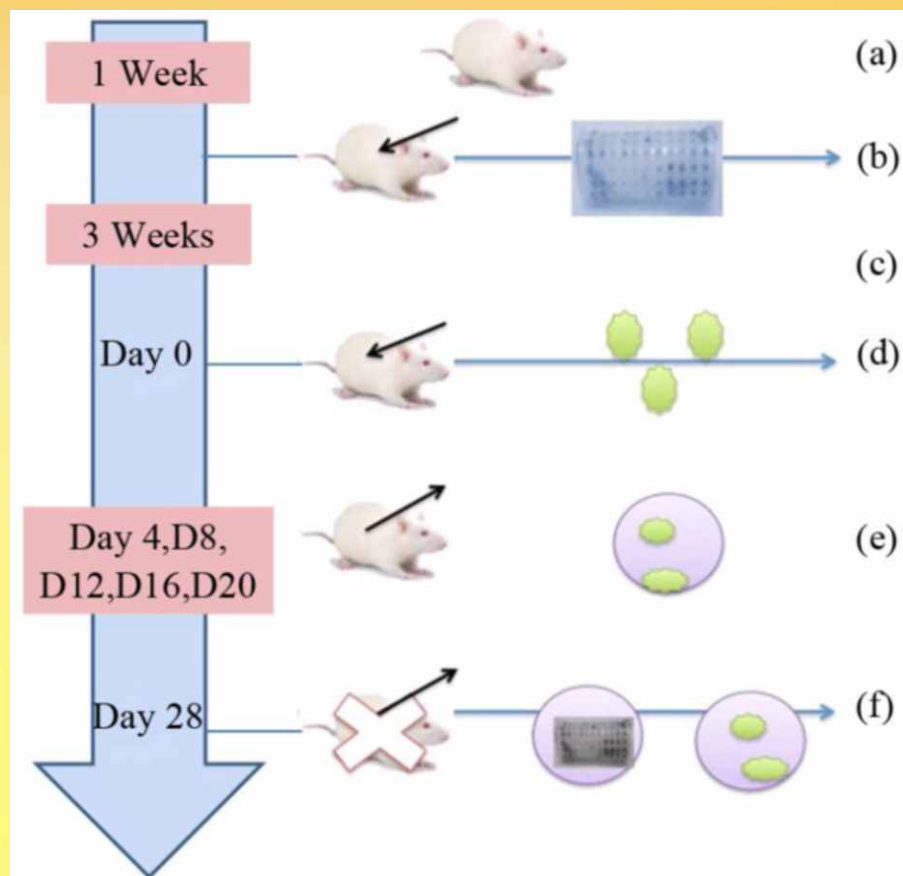 1 Week
(a)
(b)
3 Weeks
(c)
Day 0
(d)
Day 4,D8,
D12,D16,D20
(e)
Day 28
(f)